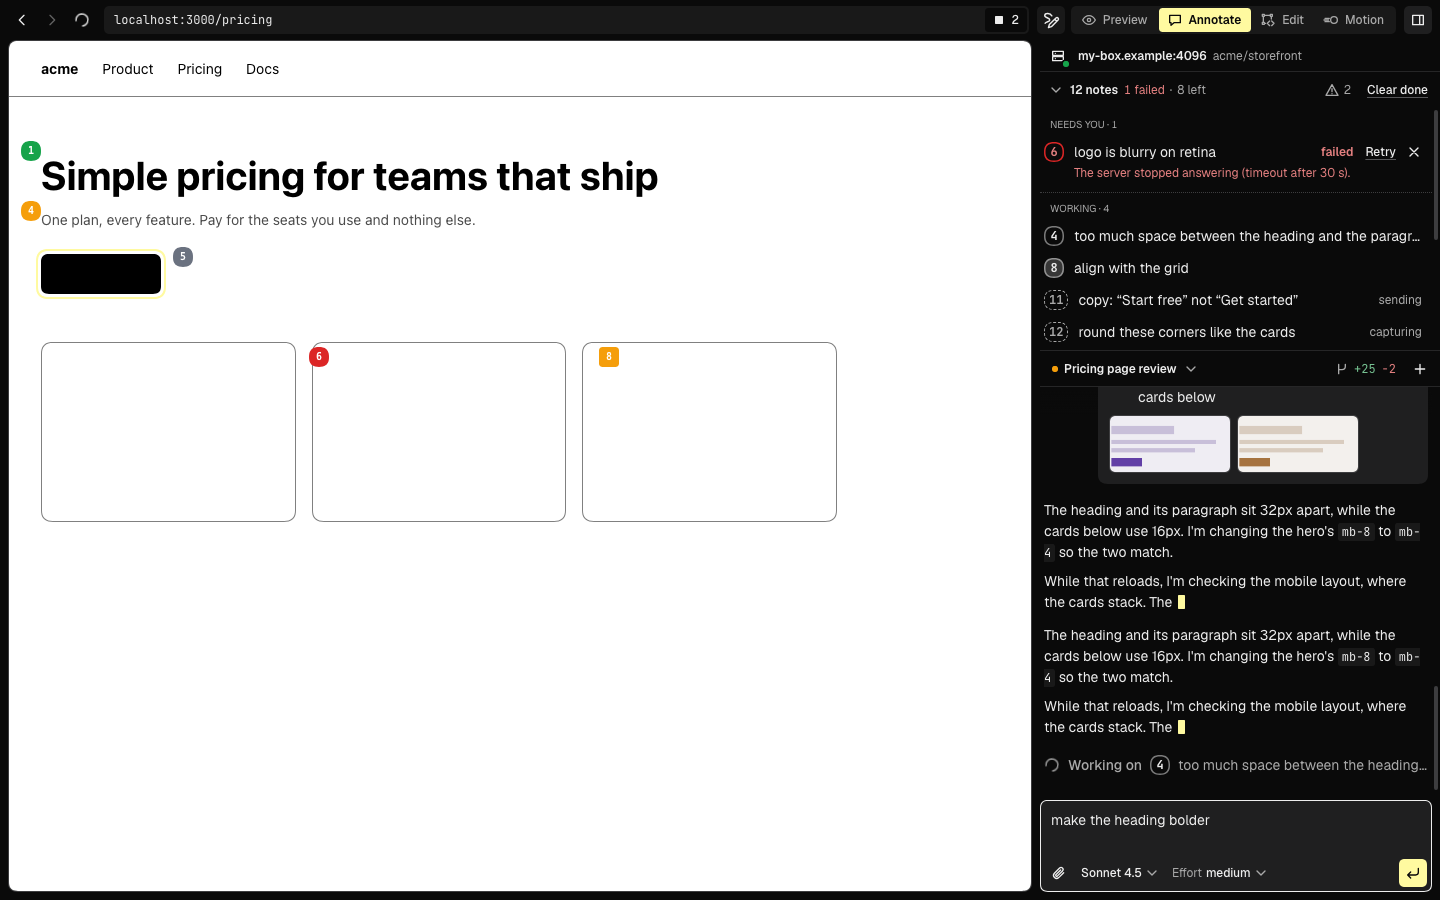 localhost:3000/pricing
2
Preview
Annotate
Edit
Motion
acme
Product
Pricing
Docs
1
Simple pricing for teams that ship
4
One plan, every feature. Pay for the seats you use and nothing else.
5
6
8
my-box.example:4096 acme/storefront
12 notes 1 failed · 8 left
2
Clear done
NEEDS YOU · 1
6 logo is blurry on retina failed Retry
The server stopped answering (timeout after 30 s).
WORKING · 4
4 too much space between the heading and the paragr...
8 align with the grid
11 copy: “Start free” not “Get started” sending
12 round these corners like the cards capturing
Pricing page review
+25 -2
cards below
The heading and its paragraph sit 32px apart, while the
cards below use 16px. I'm changing the hero's mb-8 to mb-
4 so the two match.
While that reloads, I'm checking the mobile layout, where
the cards stack. The
The heading and its paragraph sit 32px apart, while the
cards below use 16px. I'm changing the hero's mb-8 to mb-
4 so the two match.
While that reloads, I'm checking the mobile layout, where
the cards stack. The
Working on 4 too much space between the heading...
make the heading bolder
Sonnet 4.5
Effort medium